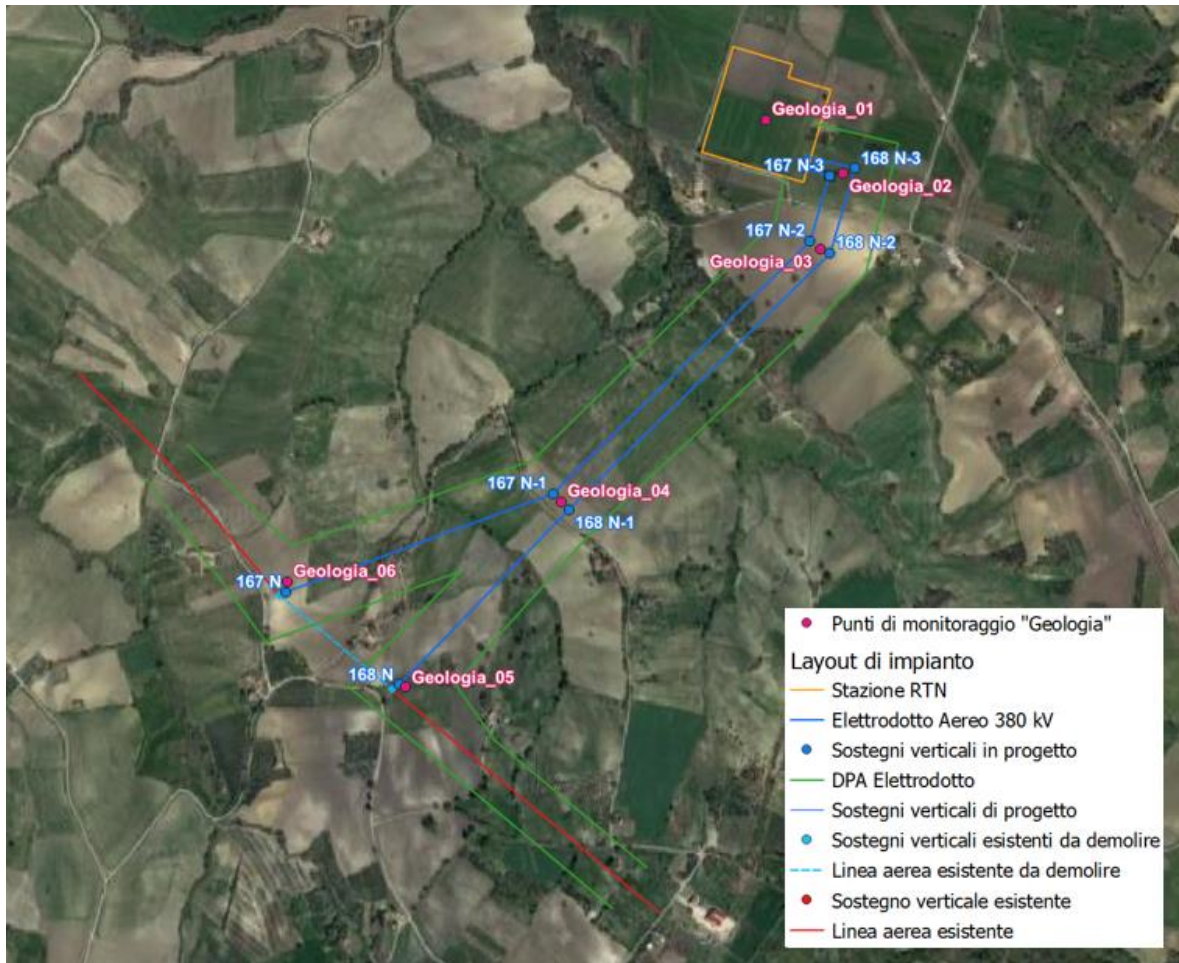 Geologia_01
167 N-3
168 N-3
Geologia_02
167 N-2
168 N-2
Geologia_03
167 N-1
Geologia_04
168 N-1
Geologia_06
167 N
168 N
Geologia_05
Punti di monitoraggio "Geologia"
Layout di impianto
Stazione RTN
Elettrodotto Aereo 380 kV
Sostegni verticali in progetto
DPA Elettrodotto
Sostegni verticali di progetto
Sostegni verticali esistenti da demolire
Linea aerea esistente da demolire
Sostegno verticale esistente
Linea aerea esistente